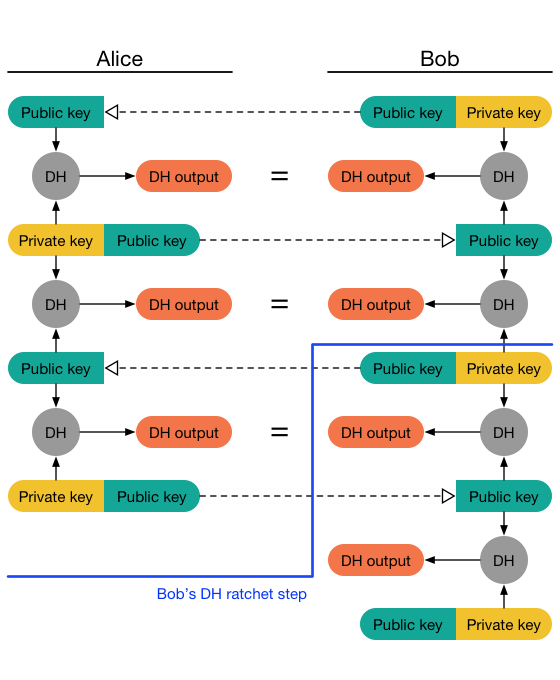 Alice Bob
Public key Public key Private key
DH DH output = DH output DH
Private key Public key Public key
DH DH output = DH output DH
Public key Public key Private key
DH DH output = DH output DH
Private key Public key Public key
DH output DH
Bob's DH ratchet step
Public key Private key